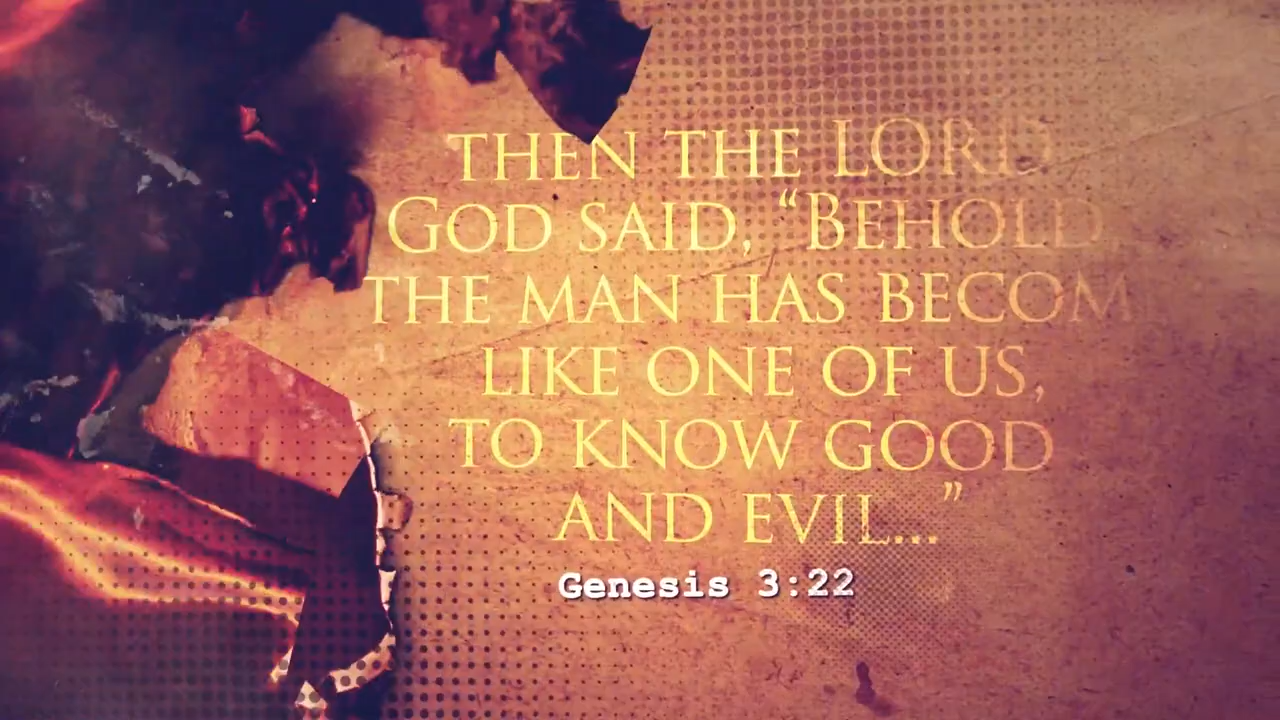 THEN THE LORD
GOD SAID, “BEHOLD,
THE MAN HAS BECOM
LIKE ONE OF US,
TO KNOW GOOD
AND EVIL...”
Genesis 3:22